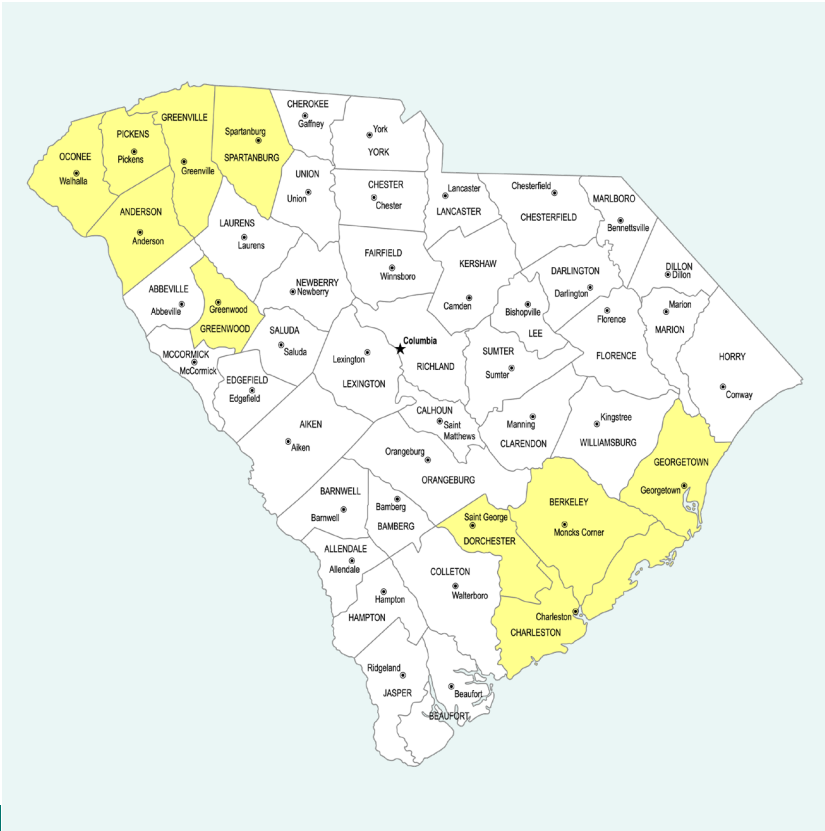 CHEROKEE
Gaffney
GREENVILLE
York
YORK
PICKENS
Pickens
Spartanburg
SPARTANBURG
OCONEE
Walhalla
Greenville
UNION
Union
CHESTER
Chester
Lancaster
LANCASTER
Chesterfield
CHESTERFIELD
MARLBORO
Bennettsville
ANDERSON
Anderson
LAURENS
Laurens
FAIRFIELD
Winnsboro
KERSHAW
Camden
DARLINGTON
Darlington
DILLON
Dillon
ABBEVILLE
Abbeville
Greenwood
GREENWOOD
NEWBERRY
Newberry
Bishopville
LEE
Florence
FLORENCE
Marion
MARION
SALUDA
Saluda
Columbia
RICHLAND
Lexington
LEXINGTON
SUMTER
Sumter
HORRY
Conway
MCCORMICK
McCormick
EDGEFIELD
Edgefield
AIKEN
Aiken
CALHOUN
Saint
Matthews
Manning
CLARENDON
Kingstree
WILLIAMSBURG
Orangeburg
ORANGEBURG
GEORGETOWN
Georgetown
BARNWELL
Barnwell
Bamberg
BAMBERG
Saint George
DORCHESTER
BERKELEY
Moncks Corner
ALLENDALE
Allendale
COLLETON
Walterboro
Hampton
HAMPTON
Charleston
CHARLESTON
Ridgeland
JASPER
Beaufort
BEAUFORT